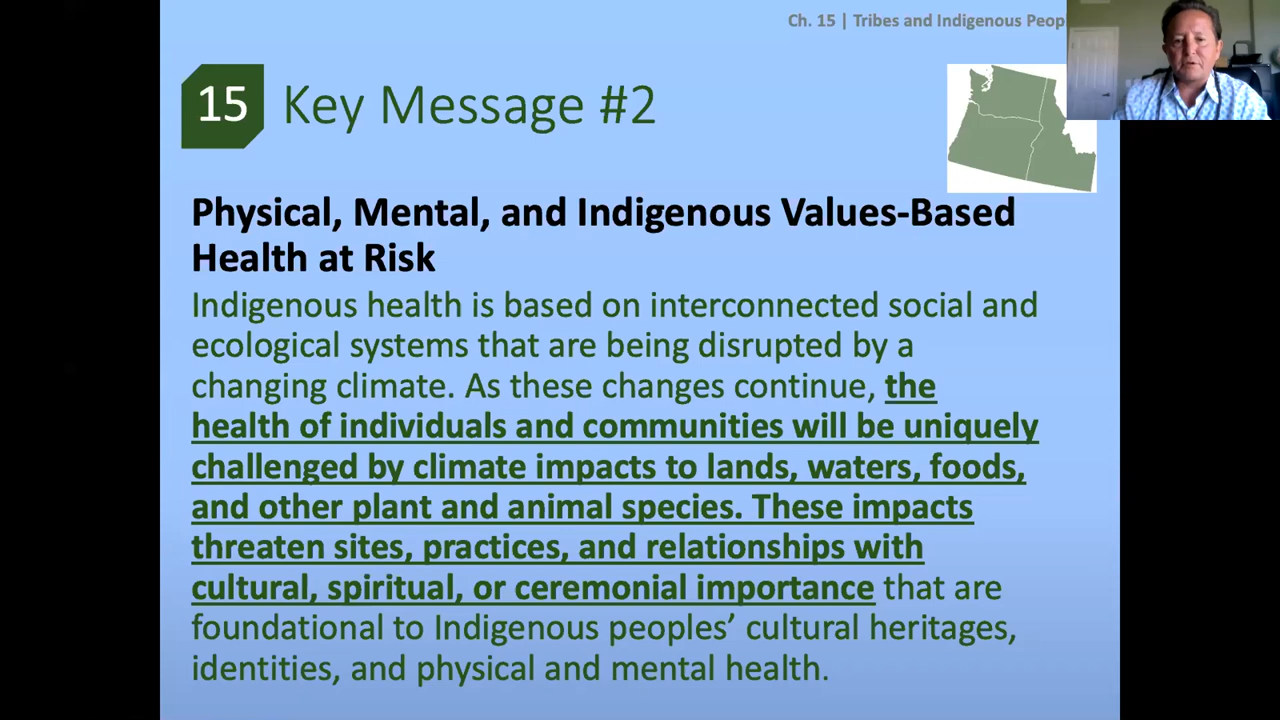 Ch. 15 | Tribes and Indigenous Peop
15 Key Message #2
Physical, Mental, and Indigenous Values-Based
Health at Risk
Indigenous health is based on interconnected social and
ecological systems that are being disrupted by a
changing climate. As these changes continue, the
health of individuals and communities will be uniquely
challenged by climate impacts to lands, waters, foods,
and other plant and animal species. These impacts
threaten sites, practices, and relationships with
cultural, spiritual, or ceremonial importance that are
foundational to Indigenous peoples’ cultural heritages,
identities, and physical and mental health.